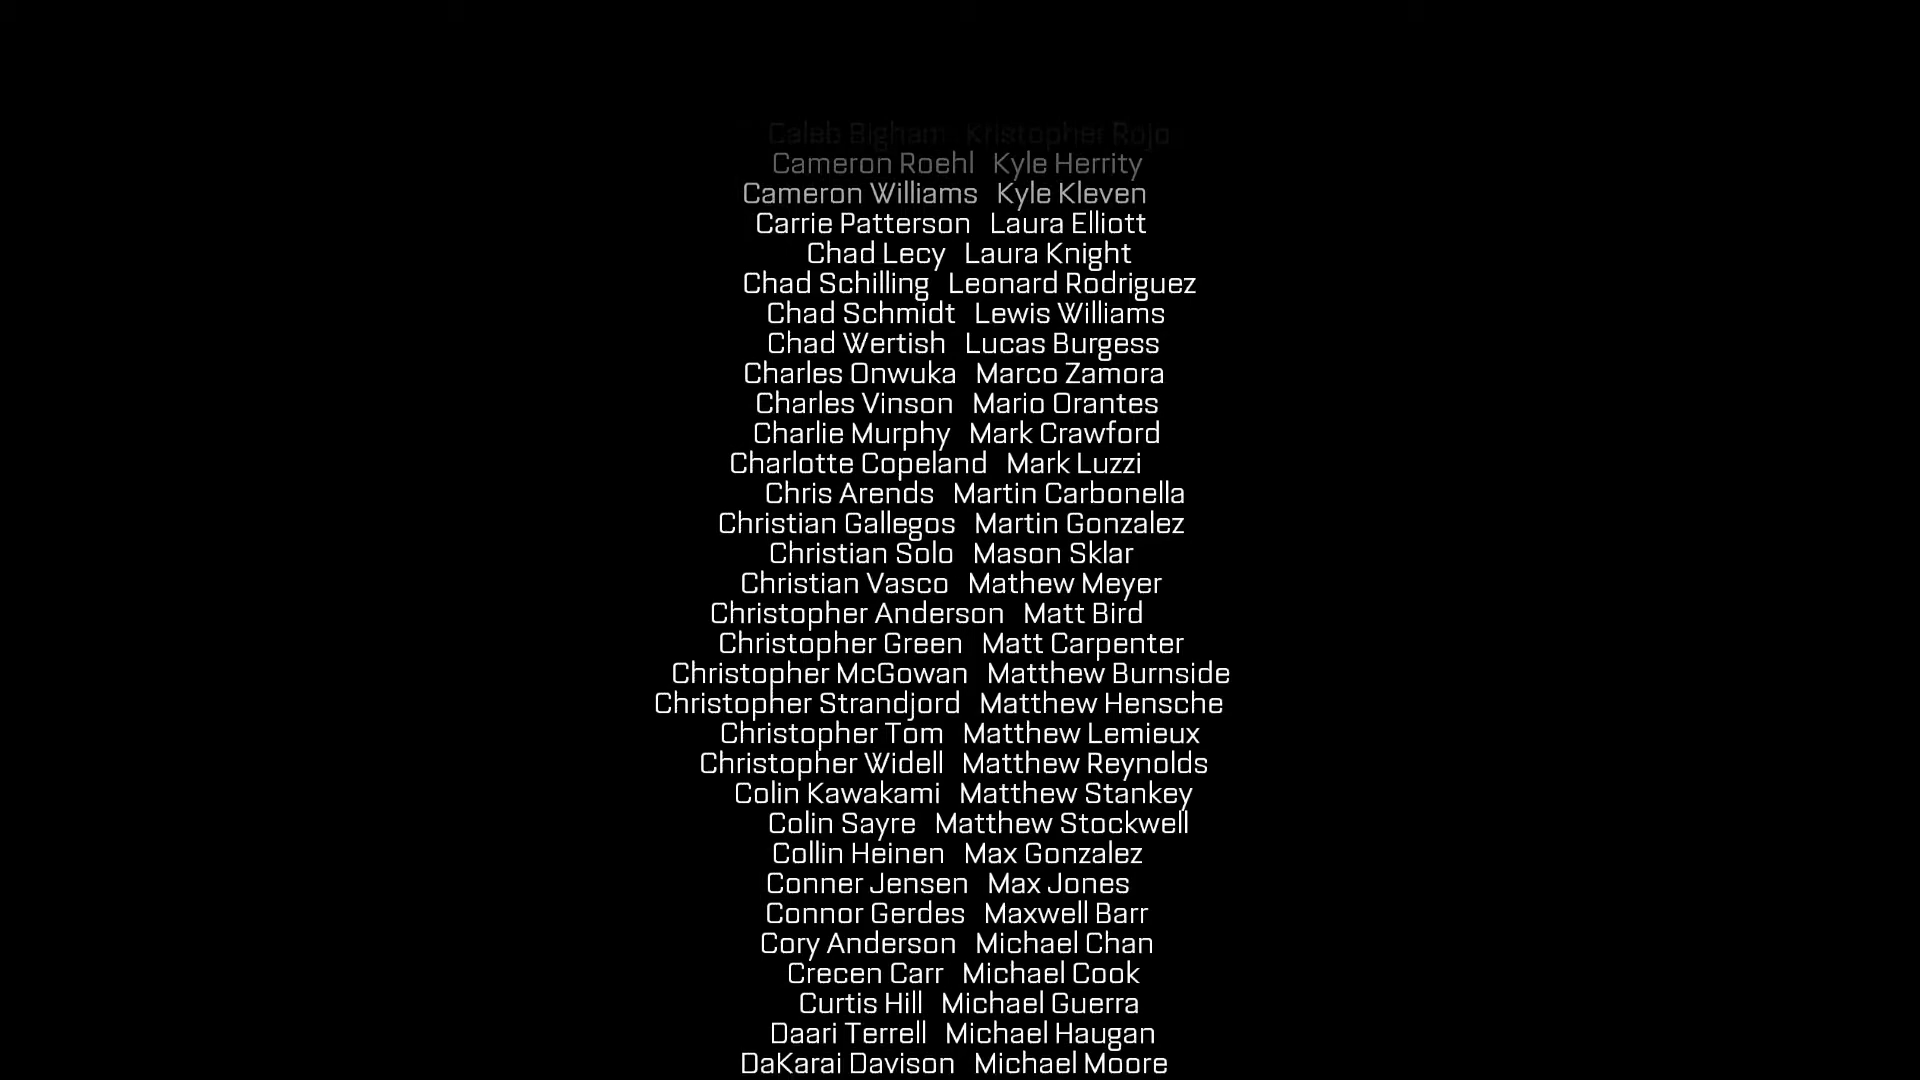 Caleb Bigham Kristopher Rojo
Cameron Roehl Kyle Herrity
Cameron Williams Kyle Kleven
Carrie Patterson Laura Elliott
Chad Lecy Laura Knight
Chad Schilling Leonard Rodriguez
Chad Schmidt Lewis Williams
Chad Wertish Lucas Burgess
Charles Onwuka Marco Zamora
Charles Vinson Mario Orantes
Charlie Murphy Mark Crawford
Charlotte Copeland Mark Luzzi
Chris Arends Martin Carbonella
Christian Gallegos Martin Gonzalez
Christian Solo Mason Sklar
Christian Vasco Mathew Meyer
Christopher Anderson Matt Bird
Christopher Green Matt Carpenter
Christopher McGowan Matthew Burnside
Christopher Strandjord Matthew Hensche
Christopher Tom Matthew Lemieux
Christopher Widell Matthew Reynolds
Colin Kawakami Matthew Stankey
Colin Sayre Matthew Stockwell
Collin Heinen Max Gonzalez
Conner Jensen Max Jones
Connor Gerdes Maxwell Barr
Cory Anderson Michael Chan
Crecen Carr Michael Cook
Curtis Hill Michael Guerra
Daari Terrell Michael Haugan
DaKarai Davison Michael Moore